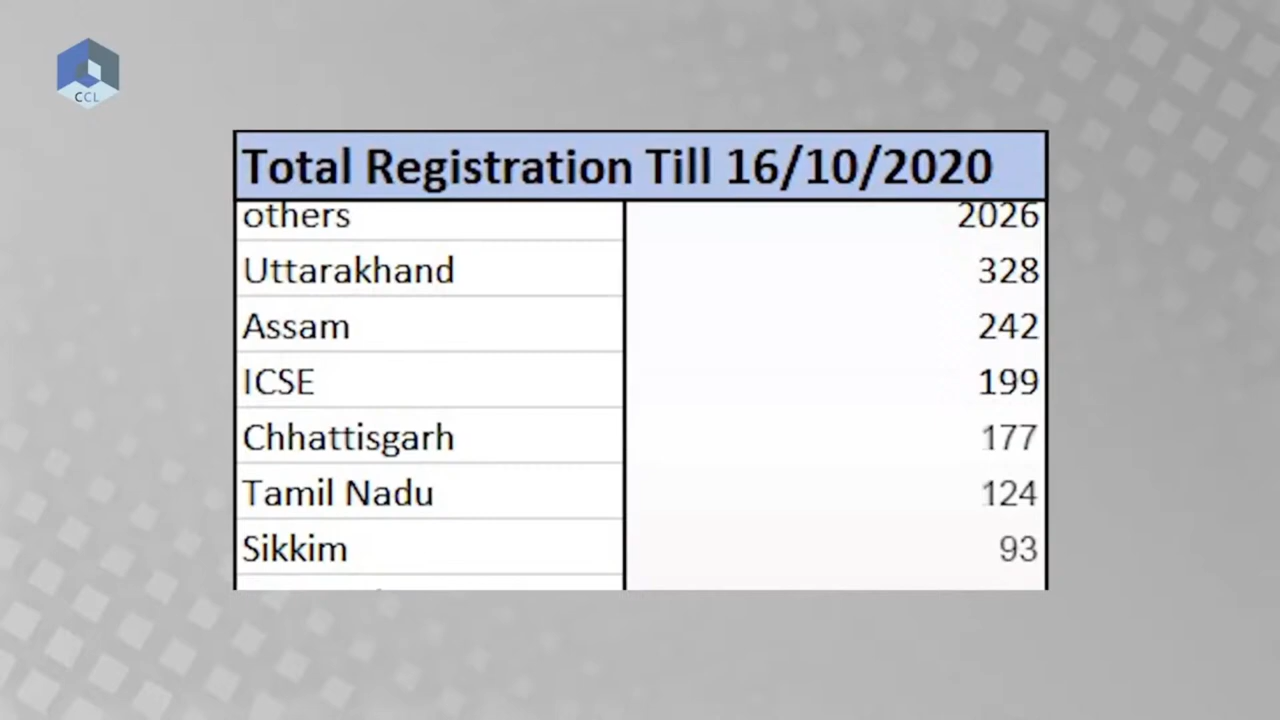 CCL
Total Registration Till 16/10/2020
others 2026
Uttarakhand 328
Assam 242
ICSE 199
Chhattisgarh 177
Tamil Nadu 124
Sikkim 93